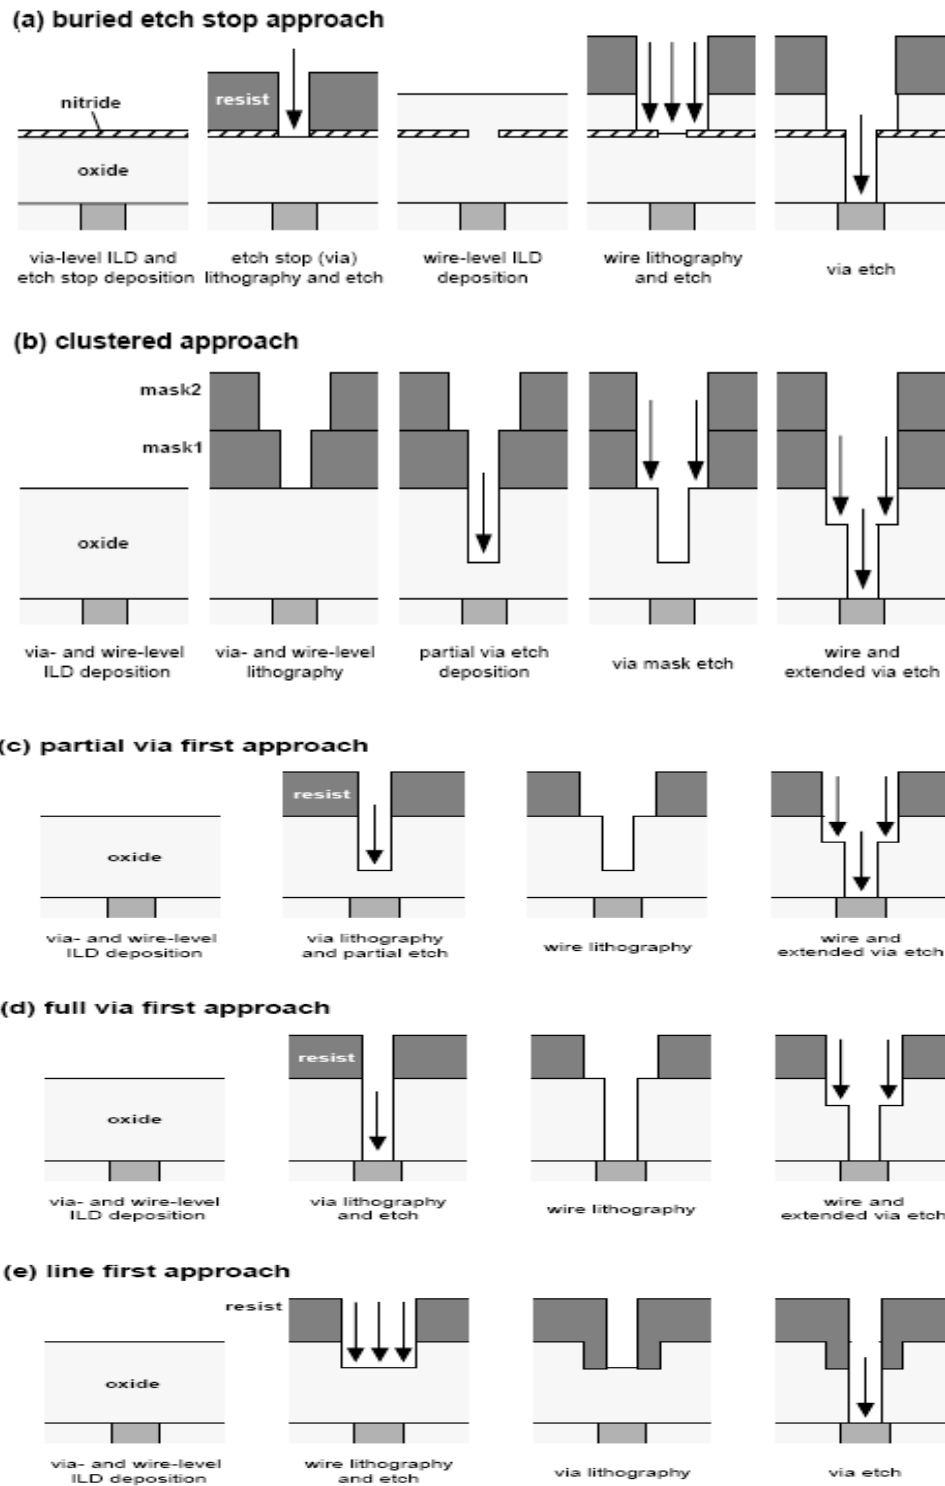 (a) buried etch stop approach
nitride
resist
oxide
via-level ILD and
etch stop deposition
etch stop (via)
lithography and etch
wire-level ILD
deposition
wire lithography
and etch
via etch
(b) clustered approach
mask2
mask1
oxide
via- and wire-level
ILD deposition
via- and wire-level
lithography
partial via etch
deposition
via mask etch
wire and
extended via etch
(c) partial via first approach
resist
oxide
via- and wire-level
ILD deposition
via lithography
and partial etch
wire lithography
wire and
extended via etch
(d) full via first approach
resist
oxide
via- and wire-level
ILD deposition
via lithography
and etch
wire lithography
wire and
extended via etch
(e) line first approach
resist
oxide
via- and wire-level
ILD deposition
wire lithography
and etch
via lithography
via etch